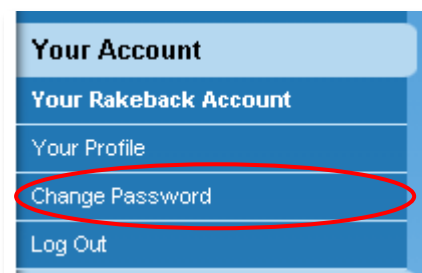 Your Account
Your Rakeback Account
Your Profile
Change Password
Log Out